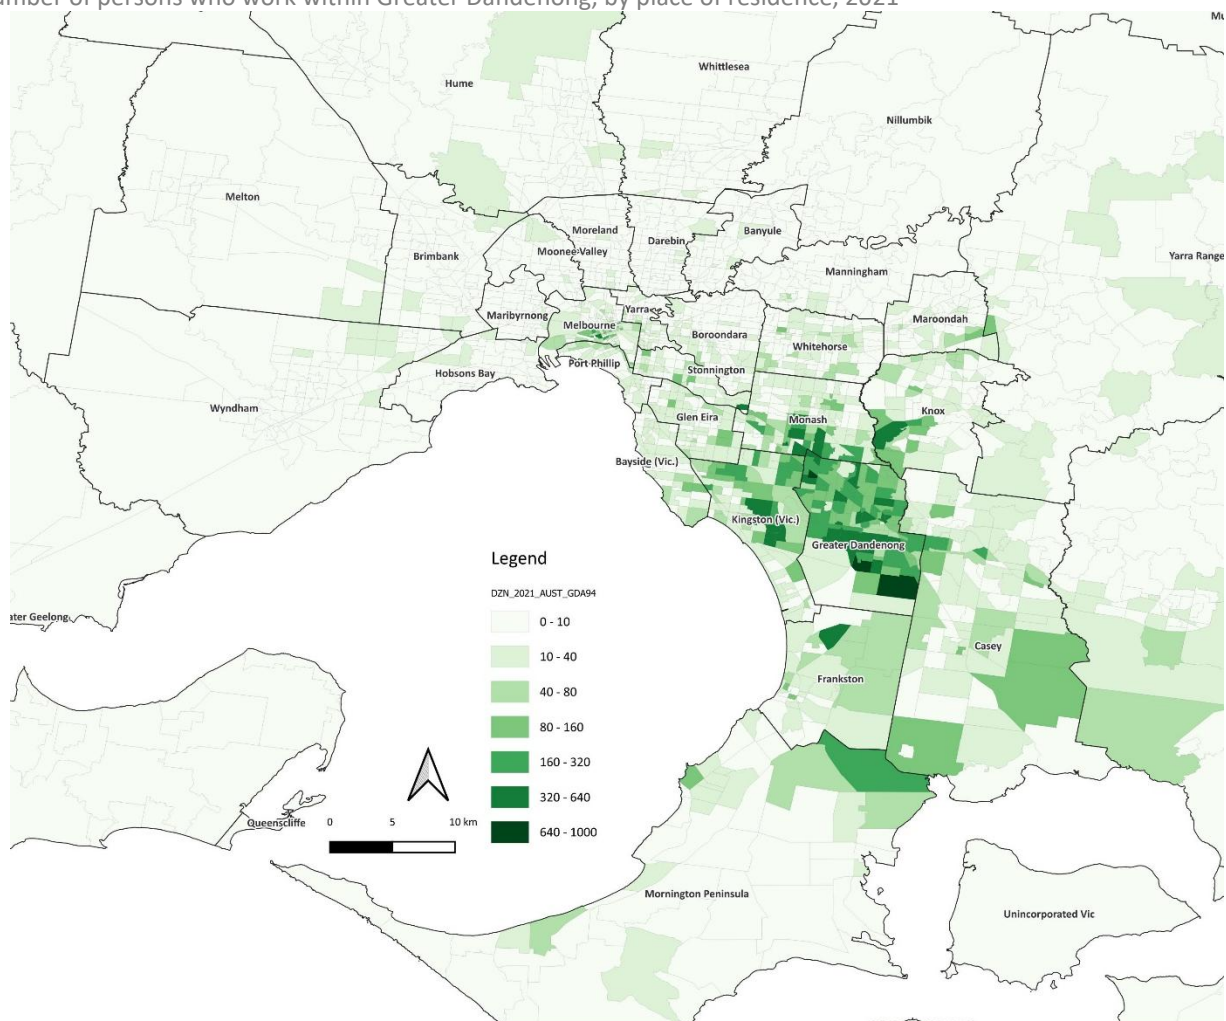 umber of persons who work within Greater Dandenong, by place of residence, 2021
Mu
Hume
Whittlesea
Nillumbik
Melton
Moreland
Darebin
Banyule
Brimbank
Moonee Valley
Manningham
Yarra Range
Maribyrnong
Yarra
Melbourne
Boroondara
Maroondah
Whitehorse
Port Phillip
Stonnington
Hobsons Bay
Wyndham
Glen Eira
Monash
Knox
Bayside (Vic.)
Kingston (Vic.)
Greater Dandenong
Legend
DZN_2021_AUST_GDA94
0 - 10
10 - 40
40 - 80
80 - 160
160 - 320
320 - 640
640 - 1000
ater Geelong
Casey
Frankston
Queenscliffe
0 5 10 km
Mornington Peninsula
Unincorporated Vic